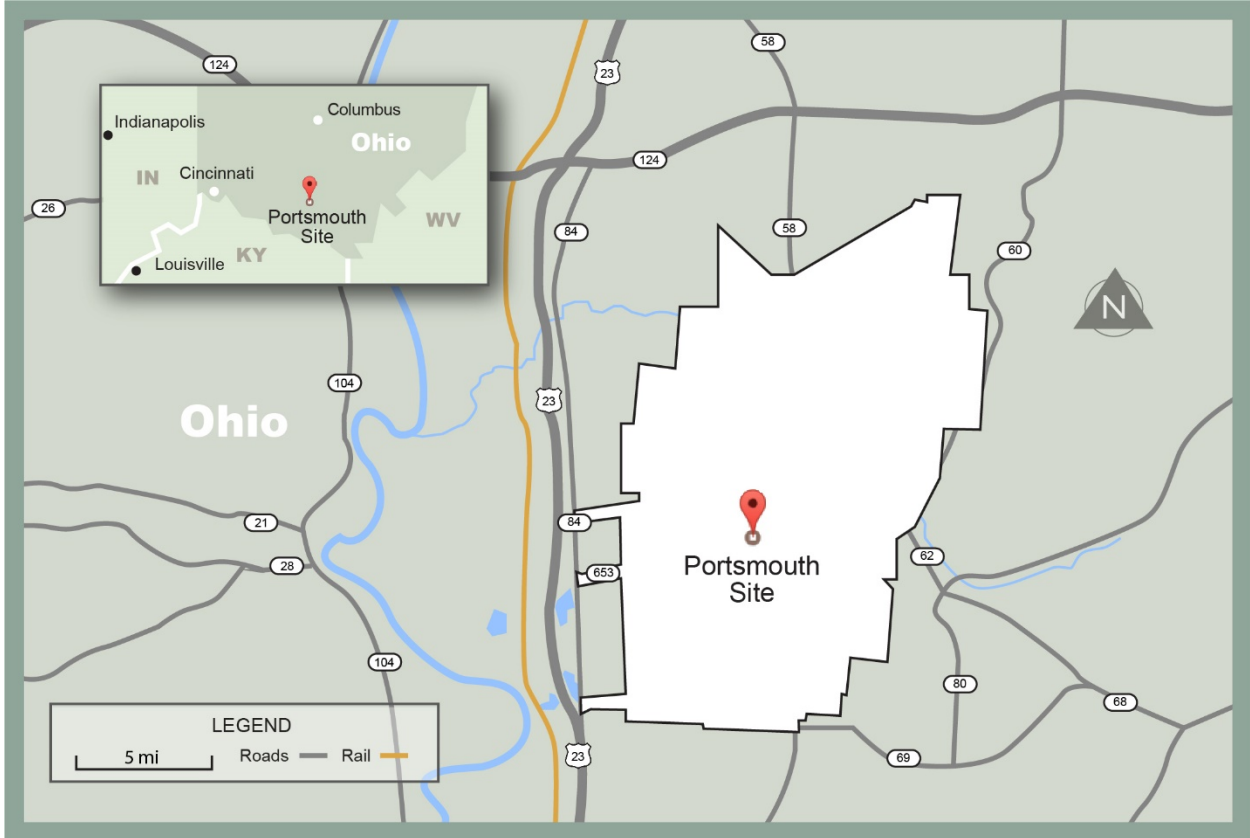 58
124
23
Columbus
Indianapolis
Ohio
124
IN
Cincinnati
Portsmouth
Site
WV
KY
Louisville
26
84
58
60
N
104
23
Ohio
21
84
28
653
Portsmouth
Site
62
104
80
68
LEGEND
5 mi
Roads
Rail
23
69